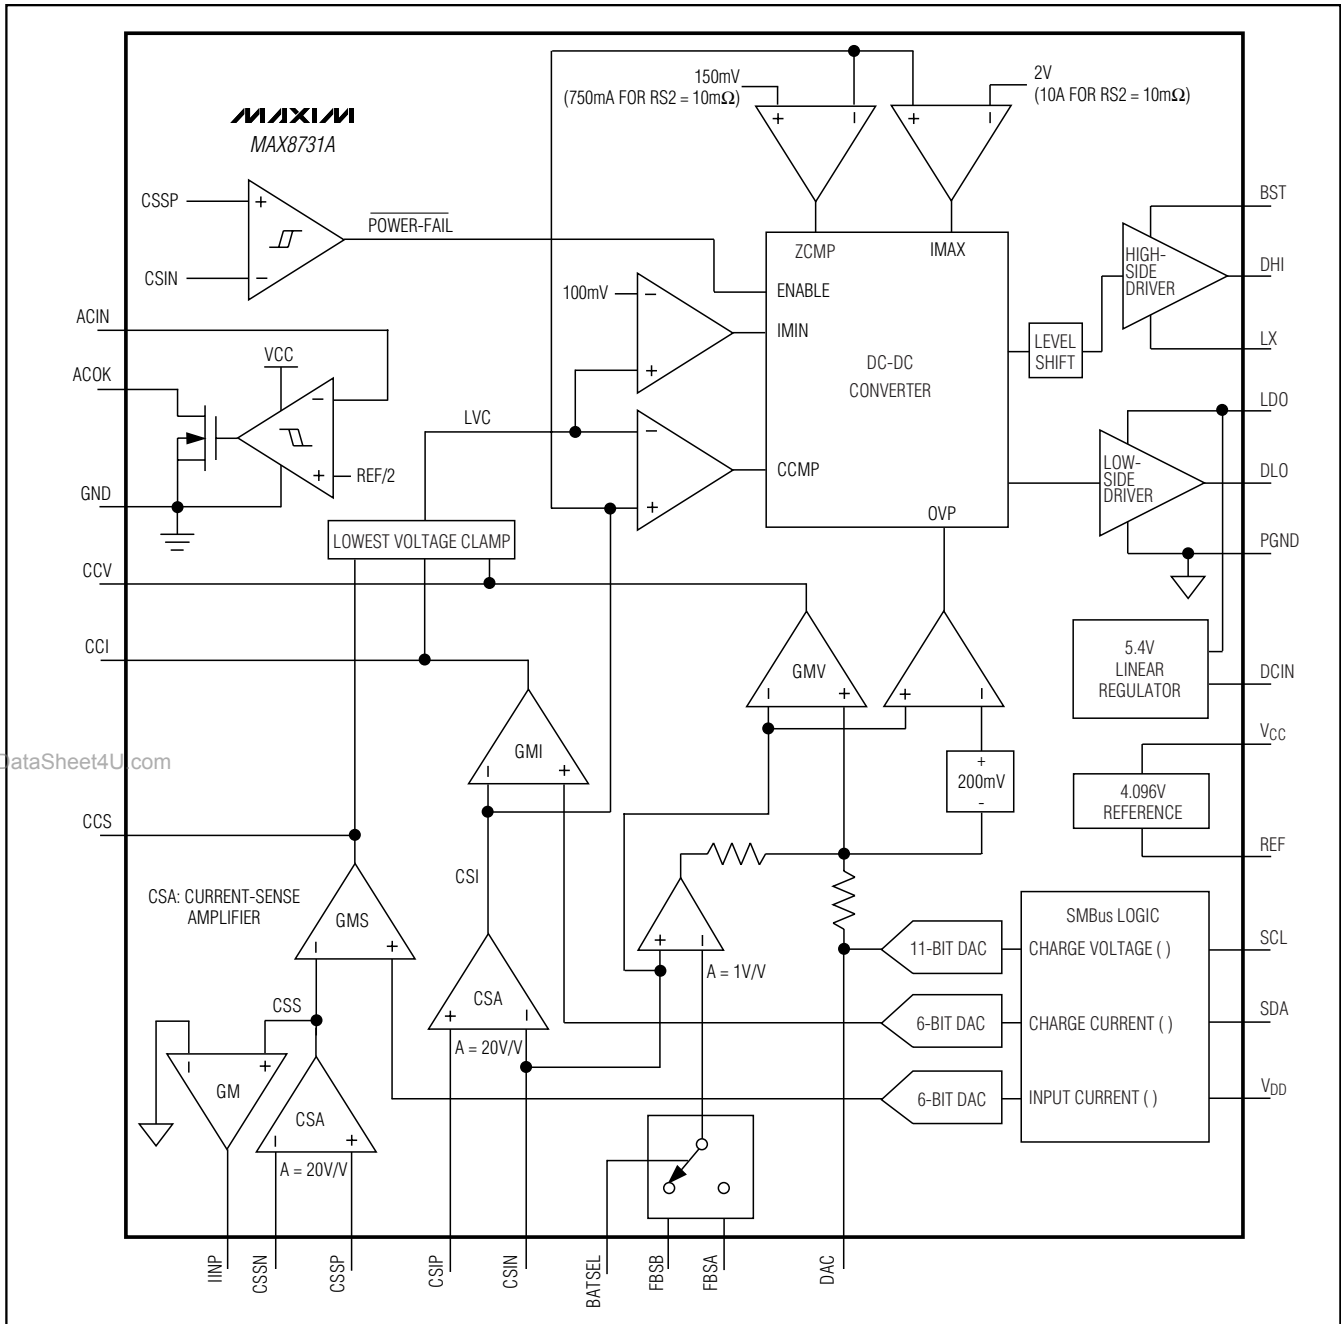 150mV
(750mA FOR RS2 = 10mΩ)
2V
(10A FOR RS2 = 10mΩ)
MAXIM
MAX8731A
CSSP
+
CSIN
−
POWER-FAIL
+
−
+
−
ZCMP
IMAX
ENABLE
IMIN
DC-DC
CONVERTER
CCMP
OVP
BST
HIGH-
SIDE
DRIVER
DHI
LX
LEVEL
SHIFT
100mV
−
+
ACIN
VCC
ACOK
−
+
REF/2
GND
LVC
−
+
LDO
LOW-
SIDE
DRIVER
DLO
PGND
LOWEST VOLTAGE CLAMP
CCV
CCI
GMV
−
+
+
−
5.4V
LINEAR
REGULATOR
DCIN
DataSheet4U.com
GMI
−
+
+
200mV
-
VCC
4.096V
REFERENCE
REF
CCS
CSA: CURRENT-SENSE
AMPLIFIER
CSI
GMS
−
+
+
−
A = 1V/V
SMBus LOGIC
11-BIT DAC
CHARGE VOLTAGE ( )
SCL
CSS
CSA
+
−
A = 20V/V
6-BIT DAC
CHARGE CURRENT ( )
SDA
−
+
GM
CSA
−
+
A = 20V/V
6-BIT DAC
INPUT CURRENT ( )
VDD
IINP
CSSN
CSSP
CSIP
CSIN
BATSEL
FBSB
FBSA
DAC